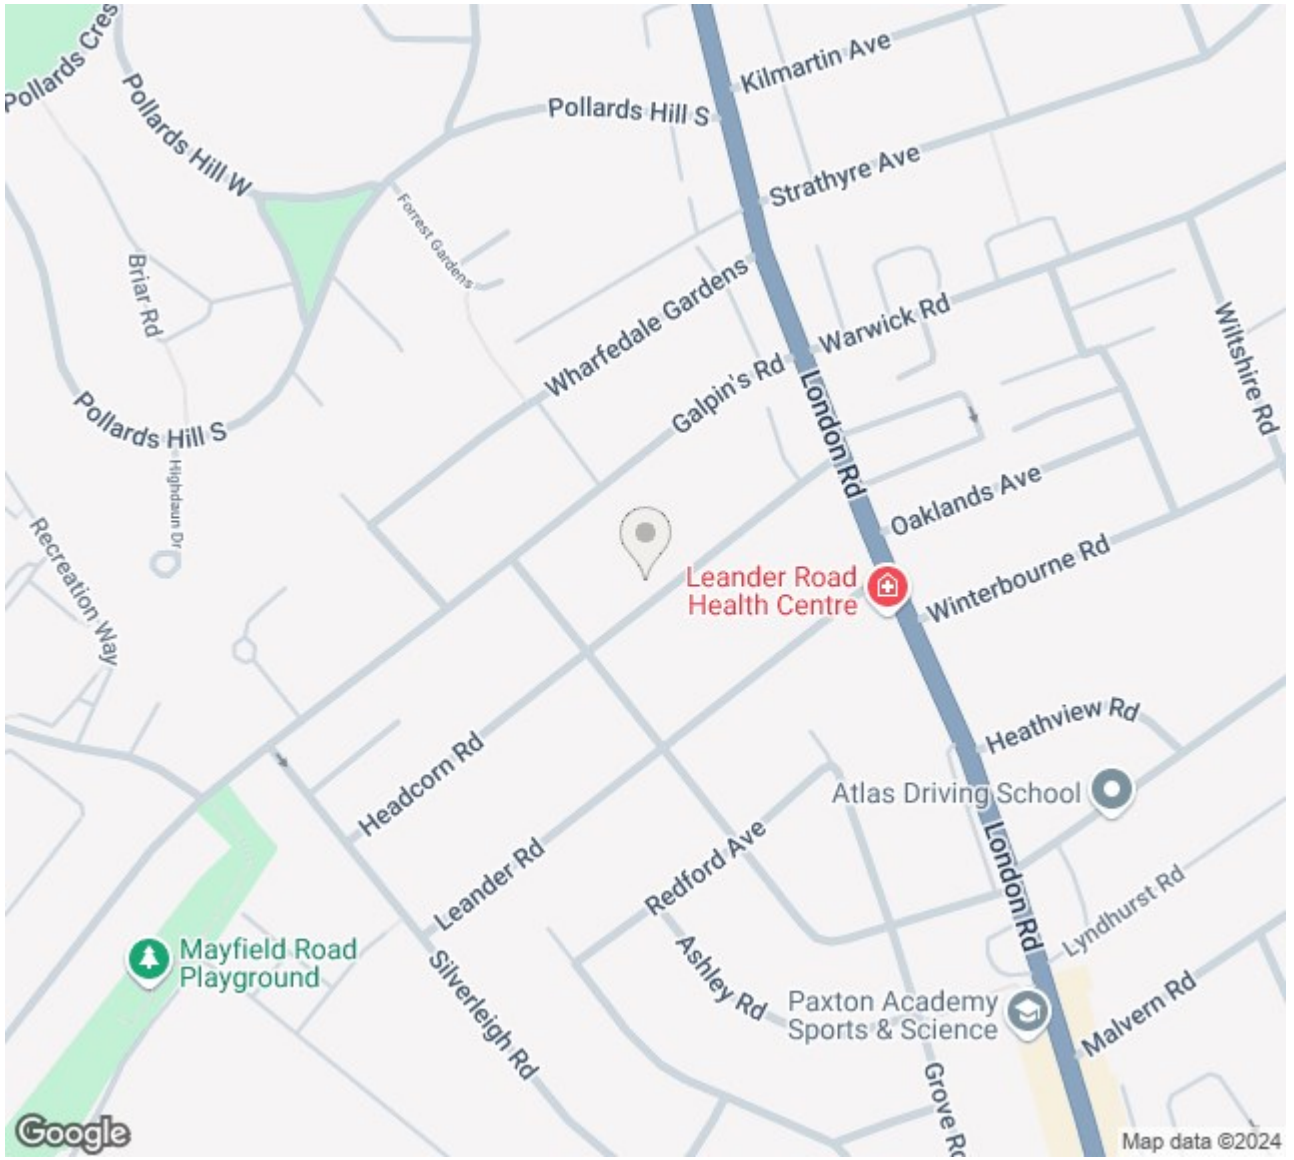 Pollards Cres
Pollards Hill W
Pollards Hill S
Kilmartin Ave
Strathyre Ave
Forrest Gardens
Briar Rd
Wharfedale Gardens
Warwick Rd
Galpin's Rd
Wiltshire Rd
London Rd
Pollards Hill S
Highdaun Dr
Oaklands Ave
Recreation Way
Winterbourne Rd
Leander Road
Health Centre
Heathview Rd
Headcorn Rd
Atlas Driving School
London Rd
Redford Ave
Leander Rd
Lyndhurst Rd
Mayfield Road
Playground
Silverleigh Rd
Ashley Rd
Paxton Academy
Sports & Science
Malvern Rd
Grove Ro
Google
Map data ©2024